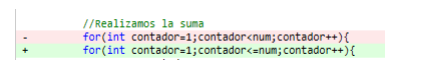 //Realizamos la suma
- for(int contador=1;contador<num;contador++){
+ for(int contador=1;contador<=num;contador++){